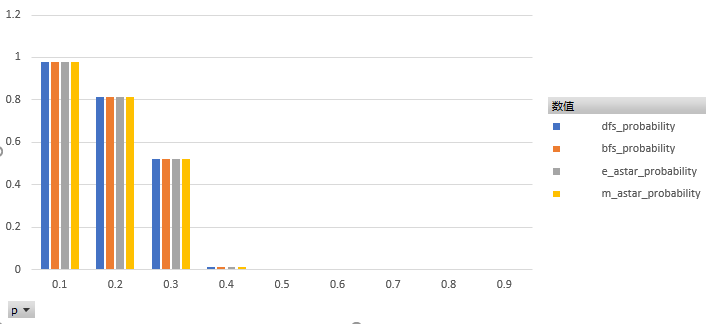 1.2
1
0.8
0.6
0.4
0.2
0
0.1 0.2 0.3 0.4 0.5 0.6 0.7 0.8 0.9
p
数值
dfs_probability
bfs_probability
e_astar_probability
m_astar_probability